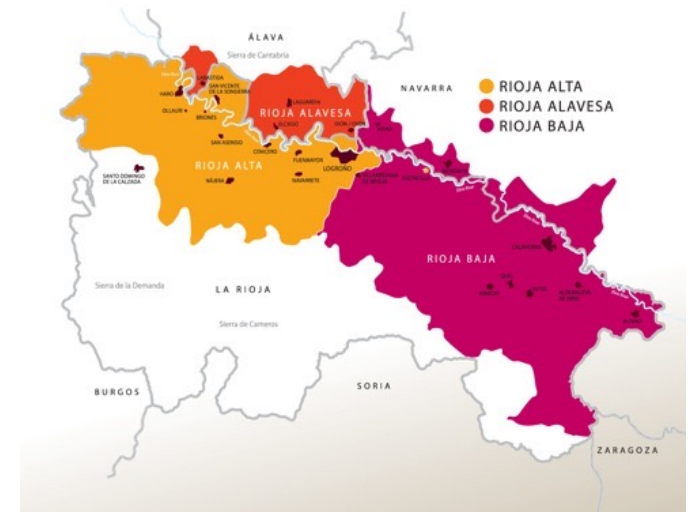 ÁLAVA
Sierra de Cantabria
NAVARRA
RIOJA ALTA
RIOJA ALAVESA
RIOJA BAJA
LABASTIDA
SAN VICENTE
DE LA SONSIERRA
HARO
OLLAURI
BRIONES
LAGUARDIA
RIOJA ALAVESA
ELCIEGO
OYÓN / OION
SAN ASENSIO
CENICERO
FUENMAYOR
LOGROÑO
RIOJA ALTA
SANTO DOMINGO
DE LA CALZADA
NÁJERA
NAVARRETE
RIOJA BAJA
CALAHORRA
Sierra de la Demanda
LA RIOJA
Sierra de Cameros
BURGOS
SORIA
ZARAGOZA